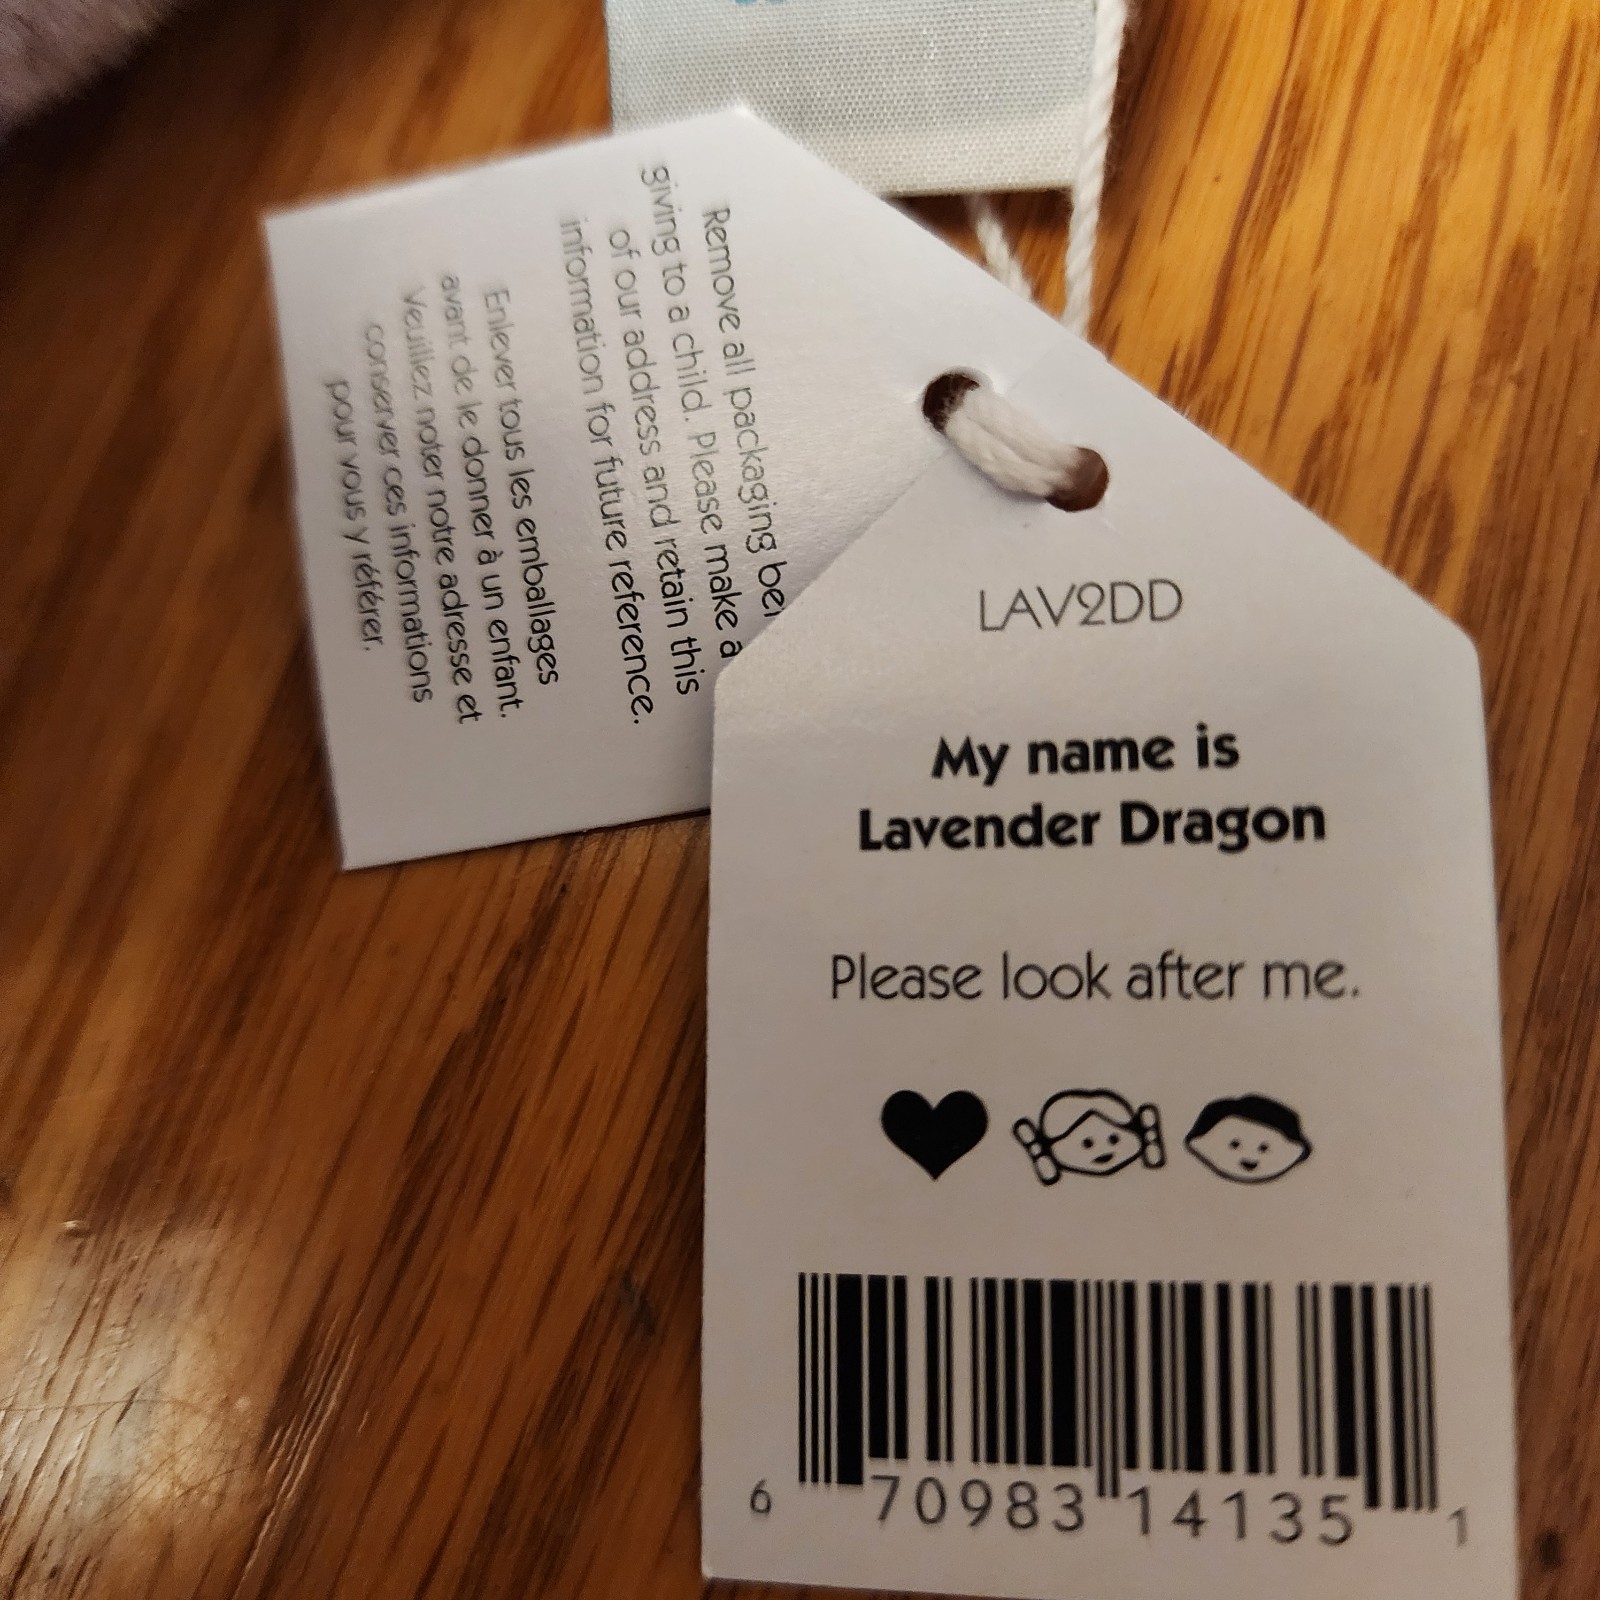 Remove all packaging
giving to a child. Please make a
of our address and retain this
information for future reference.
Enlever tous les emballages
avant de le donner à un enfant.
Veuillez noter notre adresse et
conserver ces informations
pour vous y référer.
LAV2DD
My name is
Lavender Dragon
Please look after me.
6 70983 14135 1